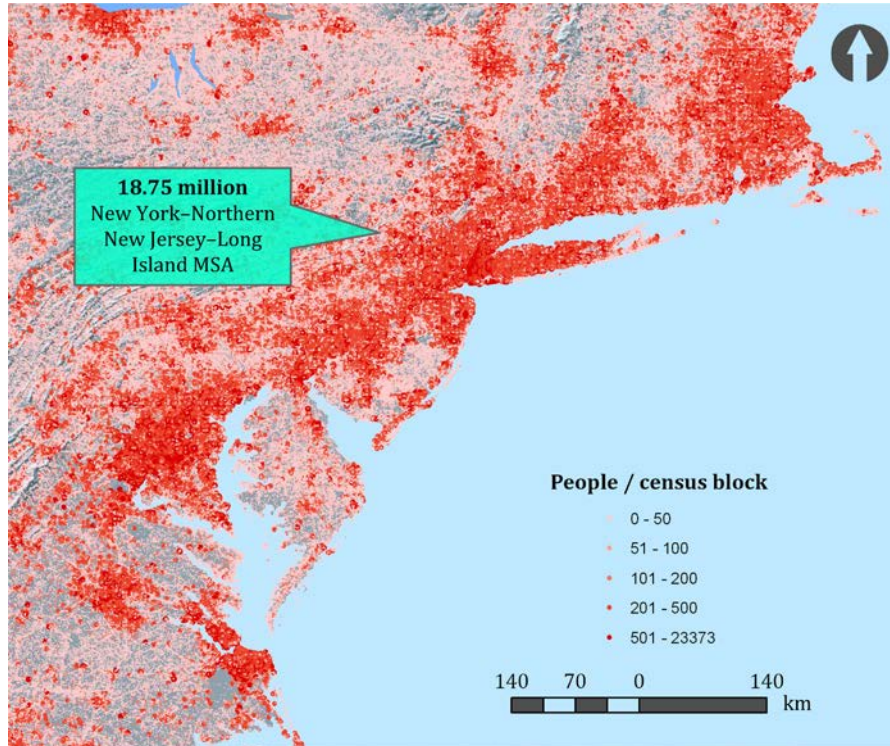 18.75 million
New York–Northern
New Jersey–Long
Island MSA
People / census block
0 - 50
51 - 100
101 - 200
201 - 500
501 - 23373
140 70 0 140
km